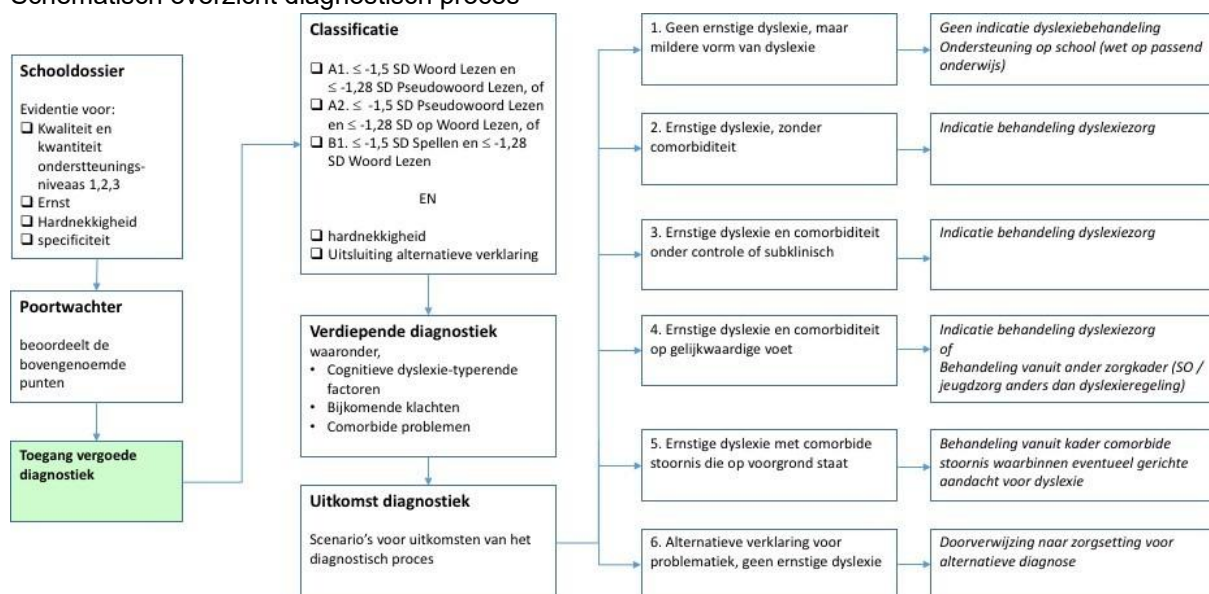 Schematisch overzicht diagnostisch proces
Schooldossier
Evidentie voor:
❑ Kwaliteit en
kwantiteit
onderstteunings-
niveaas 1,2,3
❑ Ernst
❑ Hardnekkigheid
❑ specificiteit
Poortwachter
beoordeelt de
bovengenoemde
punten
Toegang vergoede
diagnostiek
Classificatie
❑ A1. ≤ -1,5 SD Woord Lezen en
≤ -1,28 SD Pseudowoord Lezen, of
❑ A2. ≤ -1,5 SD Pseudowoord Lezen
en ≤ -1,28 SD op Woord Lezen, of
❑ B1. ≤ -1,5 SD Spellen en ≤ -1,28
SD Woord Lezen
EN
❑ hardnekkigheid
❑ Uitsluiting alternatieve verklaring
Verdiepende diagnostiek
waaronder,
• Cognitieve dyslexie-typerende
factoren
• Bijkomende klachten
• Comorbide problemen
Uitkomst diagnostiek
Scenario's voor uitkomsten van het
diagnostisch proces
1. Geen ernstige dyslexie, maar
mildere vorm van dyslexie
Geen indicatie dyslexiebehandeling
Ondersteuning op school (wet op passend
onderwijs)
2. Ernstige dyslexie, zonder
comorbiditeit
Indicatie behandeling dyslexiezorg
3. Ernstige dyslexie en comorbiditeit
onder controle of subklinisch
Indicatie behandeling dyslexiezorg
4. Ernstige dyslexie en comorbiditeit
op gelijkwaardige voet
Indicatie behandeling dyslexiezorg
of
Behandeling vanuit ander zorgkader (SO /
jeugdzorg anders dan dyslexieregeling)
5. Ernstige dyslexie met comorbide
stoornis die op voorgrond staat
Behandeling vanuit kader comorbide
stoornis waarbinnen eventueel gerichte
aandacht voor dyslexie
6. Alternatieve verklaring voor
problematiek, geen ernstige dyslexie
Doorverwijzing naar zorgsetting voor
alternatieve diagnose